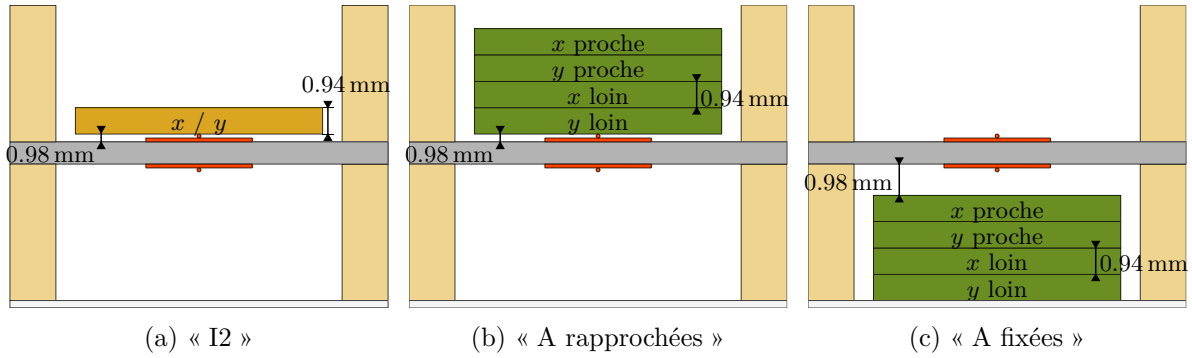 0.94 mm
x / y
0.98 mm
(a) « I2 »
x proche
y proche
x loin
0.94 mm
y loin
0.98 mm
(b) « A rapprochées »
0.98 mm
x proche
y proche
x loin
0.94 mm
y loin
(c) « A fixées »